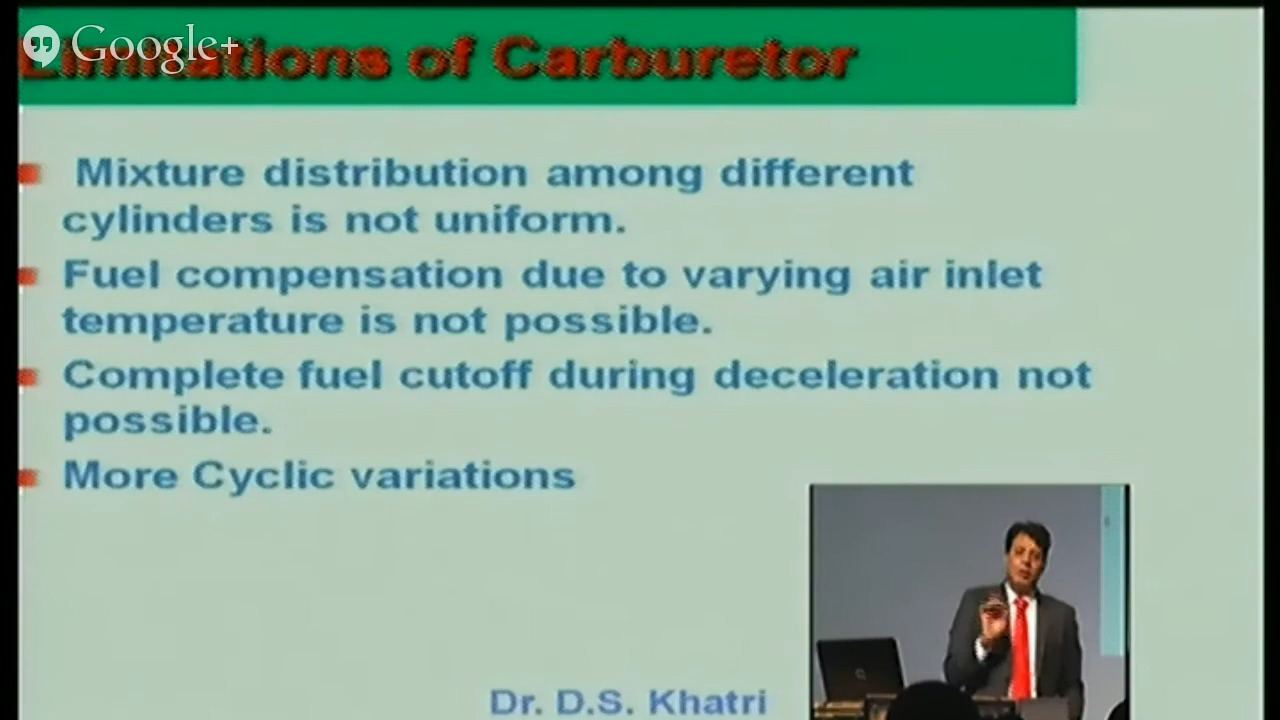 Google+
Limitations of Carburetor
Mixture distribution among different
cylinders is not uniform.
Fuel compensation due to varying air inlet
temperature is not possible.
Complete fuel cutoff during deceleration not
possible.
More Cyclic variations
Dr. D.S. Khatri